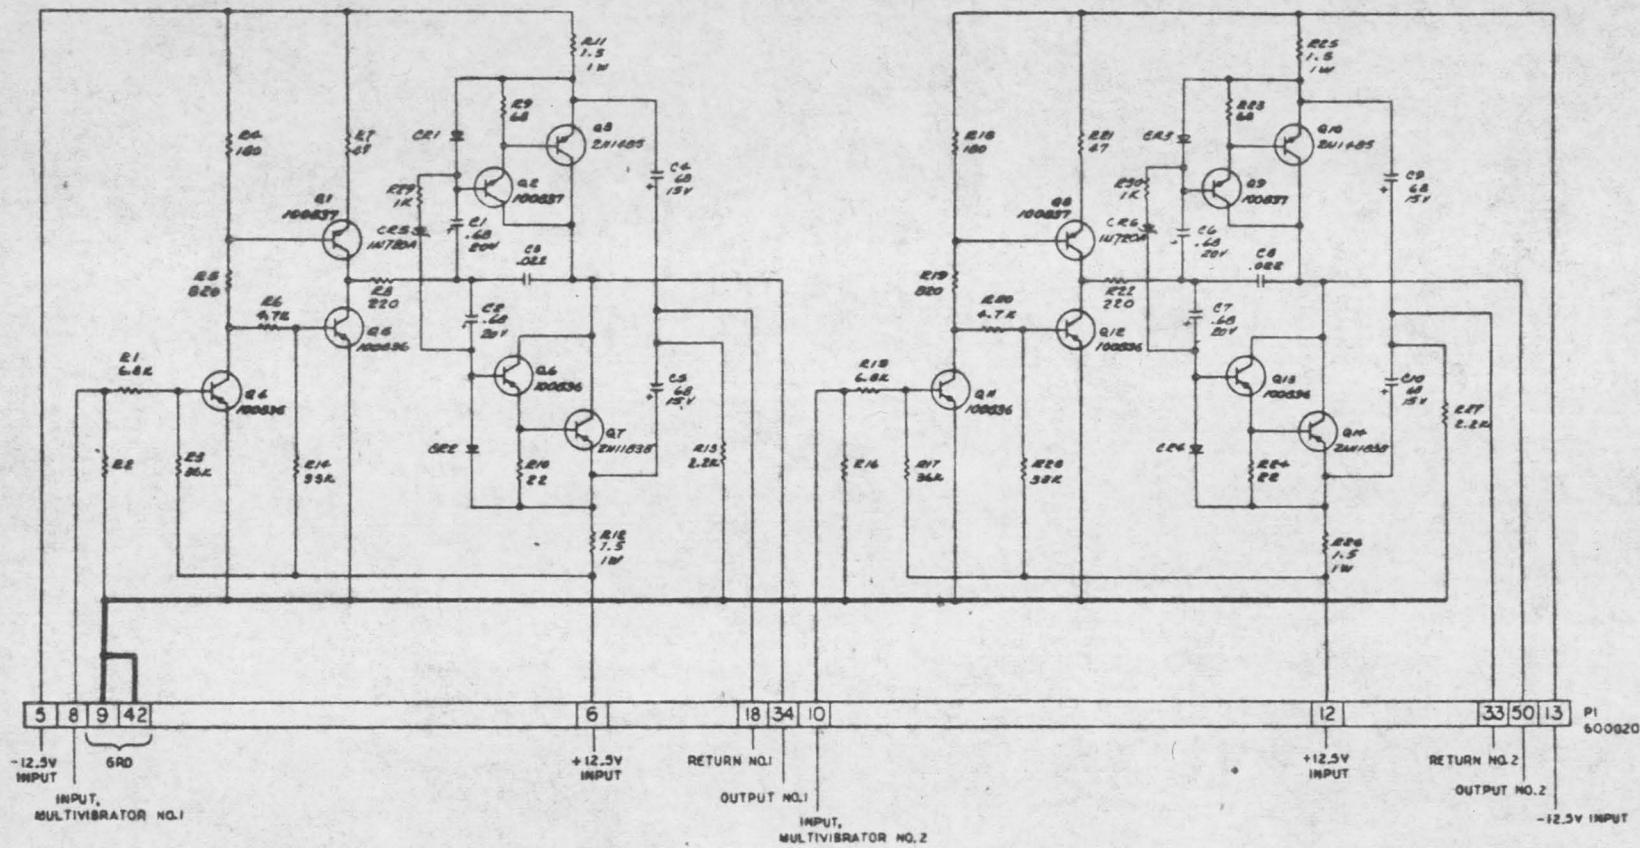 R11
1.5
1W
R9
68
CR1
Q3
2N1485
R4
180
R7
47
C4
68
15V
R29
1K
Q2
100837
Q1
100837
C1
.68
20V
CR5
1N720A
C3
.022
R5
820
R8
220
R6
4.7K
C2
.68
20V
Q5
100836
R1
6.8K
Q6
100836
C5
68
15V
Q4
100836
Q7
2N11838
CR2
R13
2.2K
R2
R3
36K
R14
33K
R10
22
R12
1.5
1W
R25
1.5
1W
R23
68
CR3
Q10
2N1485
R18
180
R21
47
C9
68
15V
R30
1K
Q9
100837
Q8
100837
C6
.68
20V
CR6
1N720A
C8
.022
R19
820
R22
220
R20
4.7K
C7
.68
20V
Q12
100836
R15
6.8K
Q13
100836
C10
68
15V
Q11
100836
R27
2.2K
Q14
2N11838
CR4
R16
R17
36K
R28
33K
R24
22
R26
1.5
1W
5 8 9 42 6 18 34 10 12 33 50 13 P1
600020
-12.5V
INPUT
GRD
+12.5V
INPUT
RETURN NO.1
+12.5V
INPUT
RETURN NO.2
INPUT,
MULTIVIBRATOR NO.1
OUTPUT NO.1
OUTPUT NO.2
INPUT,
MULTIVIBRATOR NO.2
-12.5V INPUT